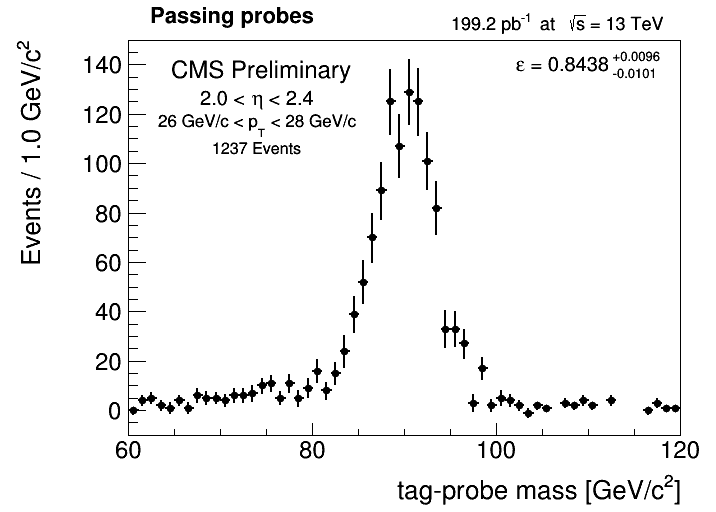 Passing probes
199.2 pb-1 at √s = 13 TeV
CMS Preliminary
2.0 < η < 2.4
26 GeV/c < pT < 28 GeV/c
1237 Events
ε = 0.8438 +0.0096 -0.0101
Events / 1.0 GeV/c2
140
120
100
80
60
40
20
0
60 80 100 120
tag-probe mass [GeV/c2]